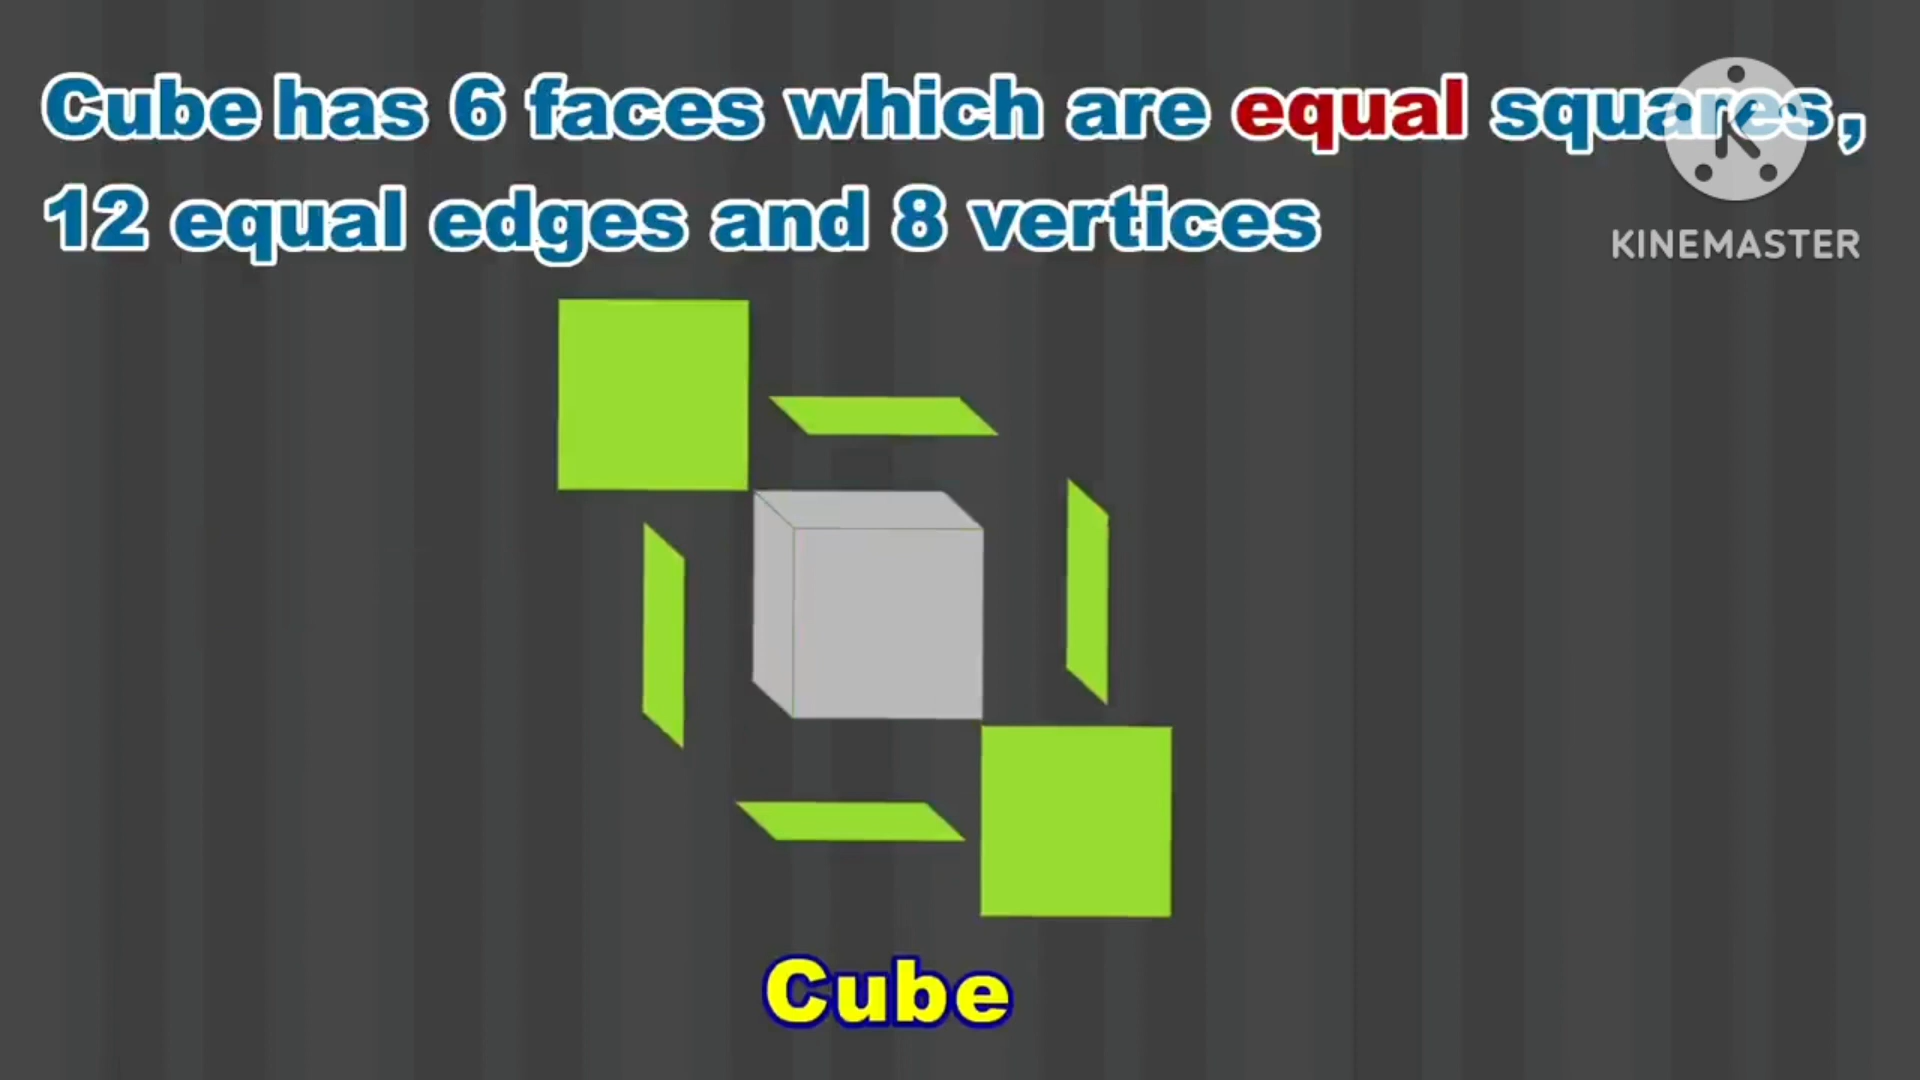 Cube has 6 faces which are equal squares,
12 equal edges and 8 vertices
KINEMASTER
Cube